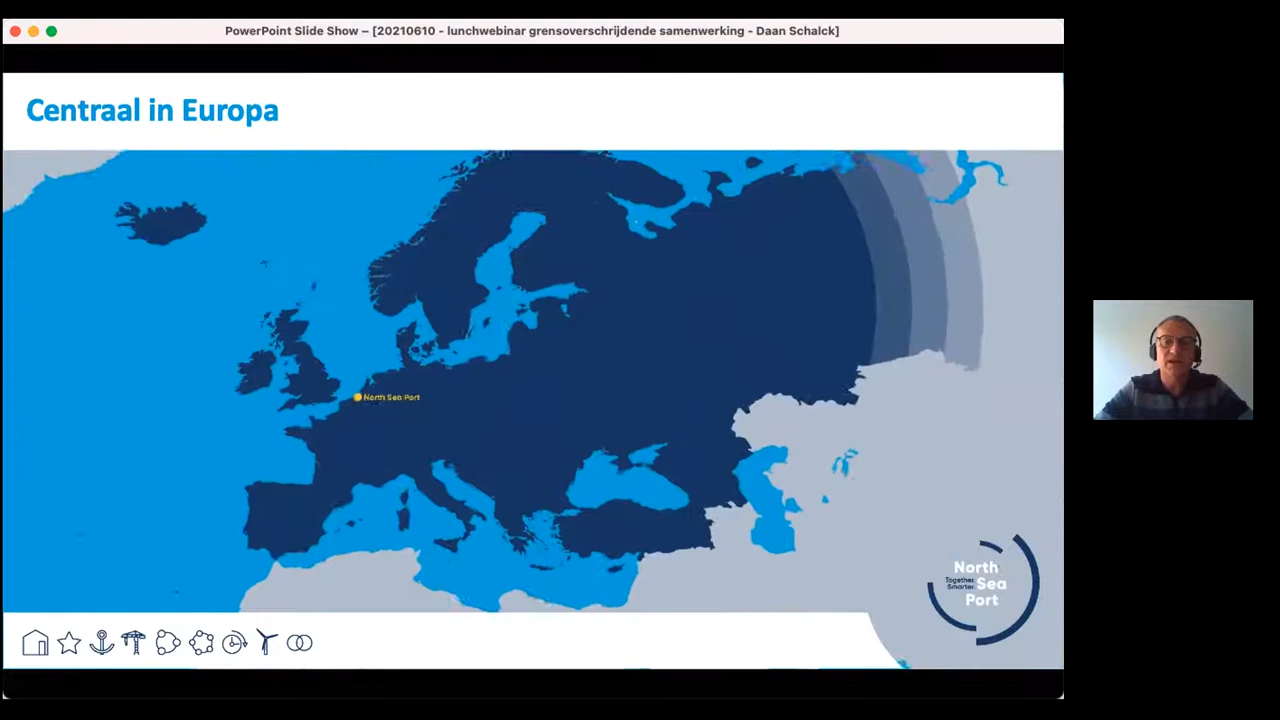 PowerPoint Slide Show – [20210610 - lunchwebinar grensoverschrijdende samenwerking - Daan Schalck]
Centraal in Europa
North Sea Port
North
Together. Sea
Smarter.
Port